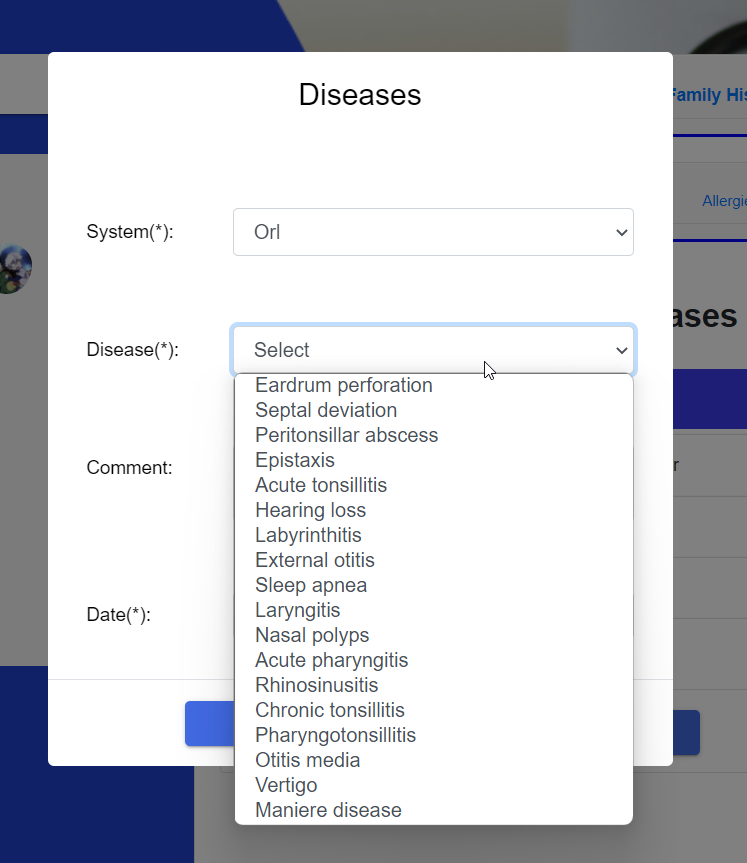 Diseases
Family His
System(*):
Orl
Allergie
ases
Disease(*):
Select
Eardrum perforation
Septal deviation
Peritonsillar abscess
Epistaxis
Acute tonsillitis
Hearing loss
Labyrinthitis
External otitis
Sleep apnea
Laryngitis
Nasal polyps
Acute pharyngitis
Rhinosinusitis
Chronic tonsillitis
Pharyngotonsillitis
Otitis media
Vertigo
Maniere disease
Comment:
r
Date(*):